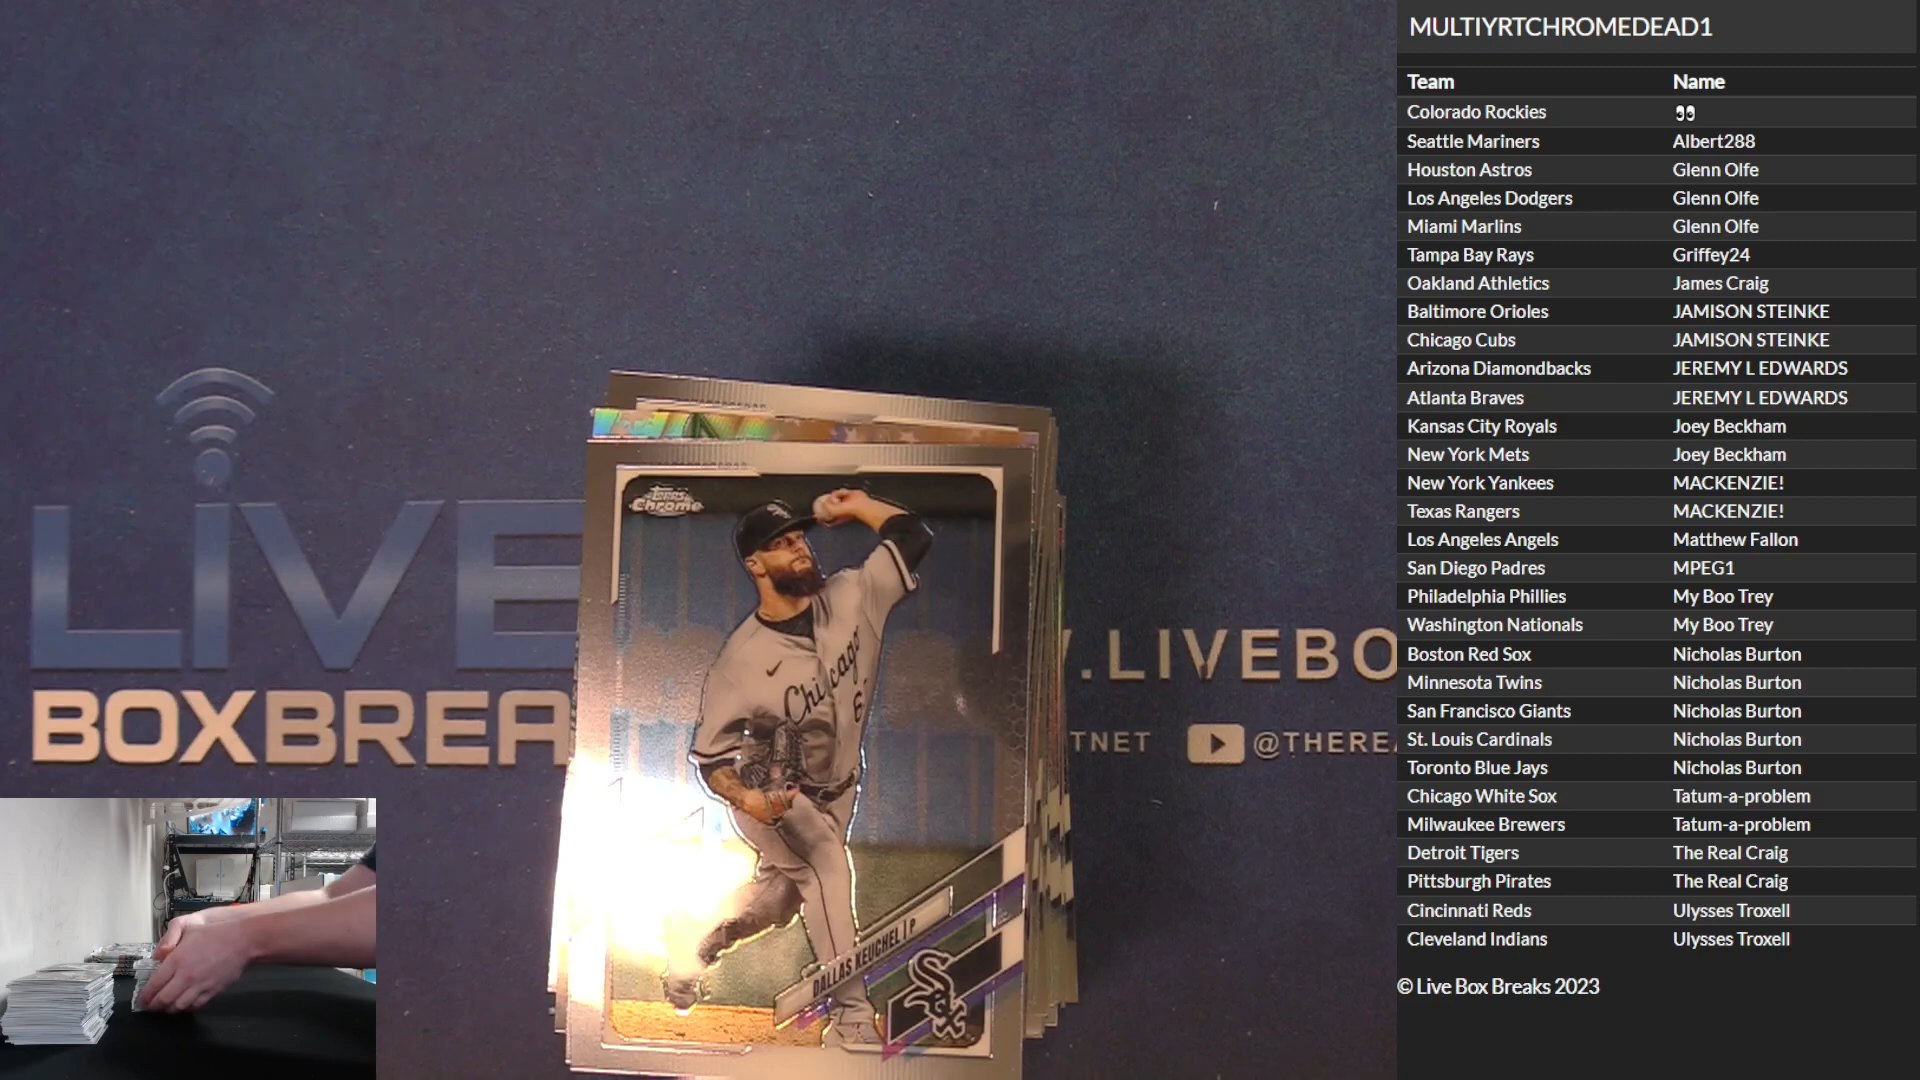 MULTIYRTCHROMEDEAD1
Team Name
Colorado Rockies 👀
Seattle Mariners Albert288
Houston Astros Glenn Olfe
Los Angeles Dodgers Glenn Olfe
Miami Marlins Glenn Olfe
Tampa Bay Rays Griffey24
Oakland Athletics James Craig
Baltimore Orioles JAMISON STEINKE
Chicago Cubs JAMISON STEINKE
Arizona Diamondbacks JEREMY L EDWARDS
Atlanta Braves JEREMY L EDWARDS
Kansas City Royals Joey Beckham
New York Mets Joey Beckham
New York Yankees MACKENZIE!
Texas Rangers MACKENZIE!
Los Angeles Angels Matthew Fallon
San Diego Padres MPEG1
Philadelphia Phillies My Boo Trey
Washington Nationals My Boo Trey
Boston Red Sox Nicholas Burton
Minnesota Twins Nicholas Burton
San Francisco Giants Nicholas Burton
St. Louis Cardinals Nicholas Burton
Toronto Blue Jays Nicholas Burton
Chicago White Sox Tatum-a-problem
Milwaukee Brewers Tatum-a-problem
Detroit Tigers The Real Craig
Pittsburgh Pirates The Real Craig
Cincinnati Reds Ulysses Troxell
Cleveland Indians Ulysses Troxell
© Live Box Breaks 2023
LIVE
BOXBREA
.LIVEBO
TNET @THEREA
Topps
Chrome
Sox
Chicago
6
DALLAS KEUCHEL | P
Sox